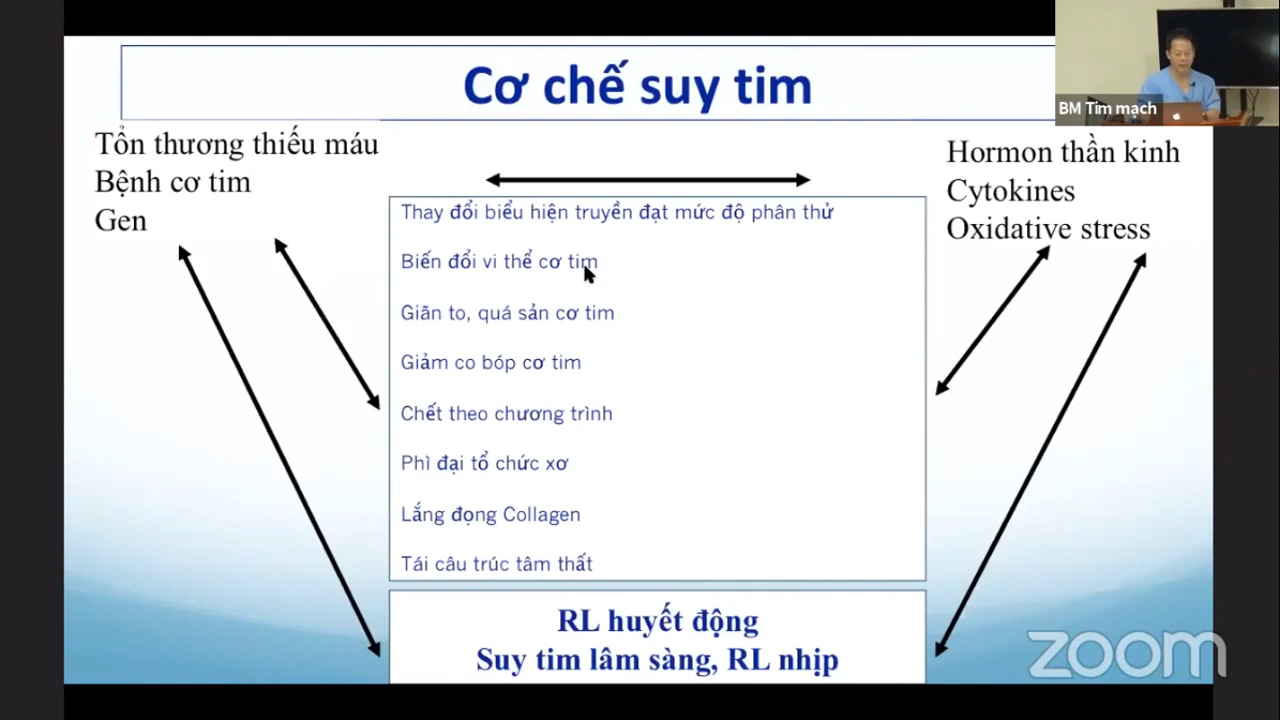 Cơ chế suy tim
BM Tim mạch
Tổn thương thiếu máu
Bệnh cơ tim
Gen
Hormon thần kinh
Cytokines
Oxidative stress
Thay đổi biểu hiện truyền đạt mức độ phân thử
Biến đổi vi thể cơ tim
Giãn to, quá sản cơ tim
Giảm co bóp cơ tim
Chết theo chương trình
Phì đại tổ chức xơ
Lắng đọng Collagen
Tái câu trúc tâm thất
RL huyết động
Suy tim lâm sàng, RL nhịp
zoom